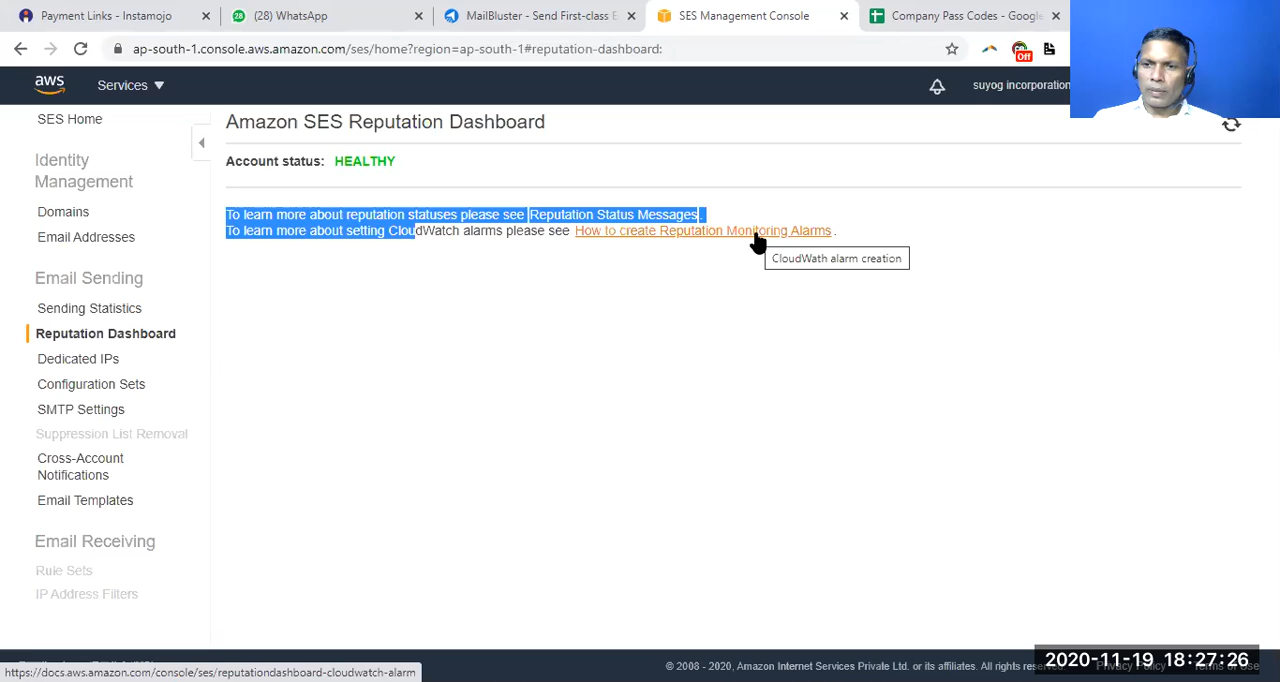 Payment Links - Instamojo
(28) WhatsApp
MailBluster - Send First-class E
SES Management Console
Company Pass Codes - Google
ap-south-1.console.aws.amazon.com/ses/home?region=ap-south-1#reputation-dashboard:
Off
aws
Services
suyog incorporation
SES Home
Identity
Management
Domains
Email Addresses
Email Sending
Sending Statistics
Reputation Dashboard
Dedicated IPs
Configuration Sets
SMTP Settings
Suppression List Removal
Cross-Account
Notifications
Email Templates
Email Receiving
Rule Sets
IP Address Filters
Amazon SES Reputation Dashboard
Account status: HEALTHY
To learn more about reputation statuses please see Reputation Status Messages.
To learn more about setting CloudWatch alarms please see How to create Reputation Monitoring Alarms.
CloudWath alarm creation
https://docs.aws.amazon.com/console/ses/reputationdashboard-cloudwatch-alarm
© 2008 - 2020, Amazon Internet Services Private Ltd. or its affiliates. All rights
Privacy Policy
Terms of Use
2020-11-19 18:27:26